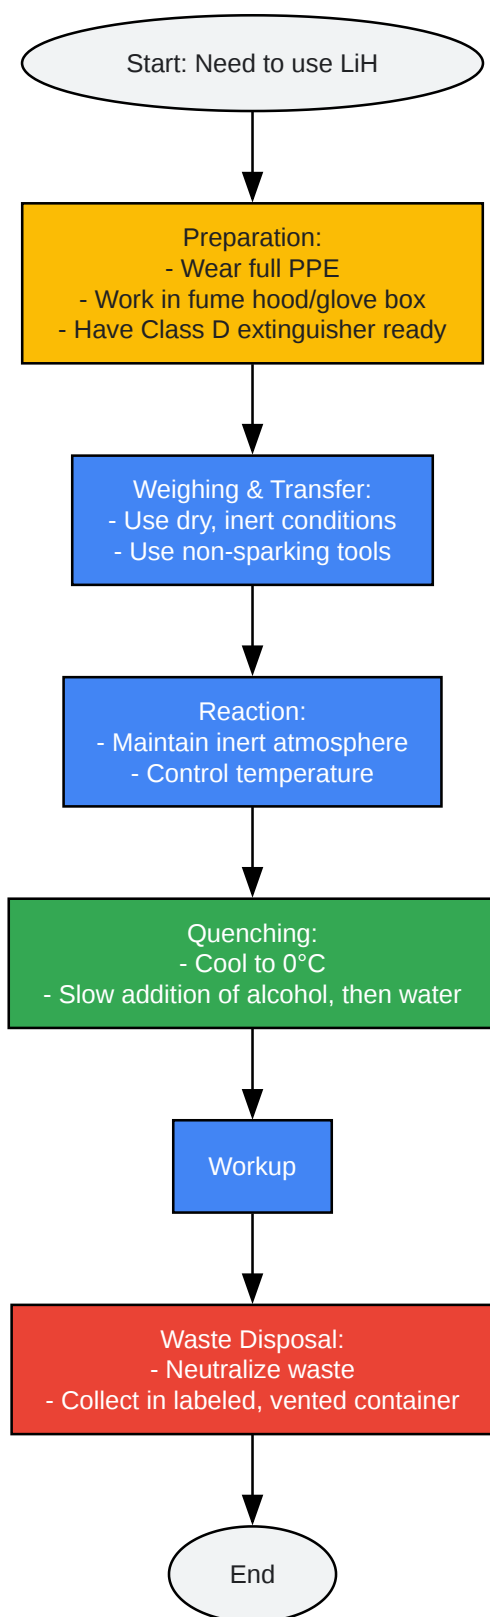 Start: Need to use LiH
Preparation:
- Wear full PPE
- Work in fume hood/glove box
- Have Class D extinguisher ready
Weighing & Transfer:
- Use dry, inert conditions
- Use non-sparking tools
Reaction:
- Maintain inert atmosphere
- Control temperature
Quenching:
- Cool to 0°C
- Slow addition of alcohol, then water
Workup
Waste Disposal:
- Neutralize waste
- Collect in labeled, vented container
End